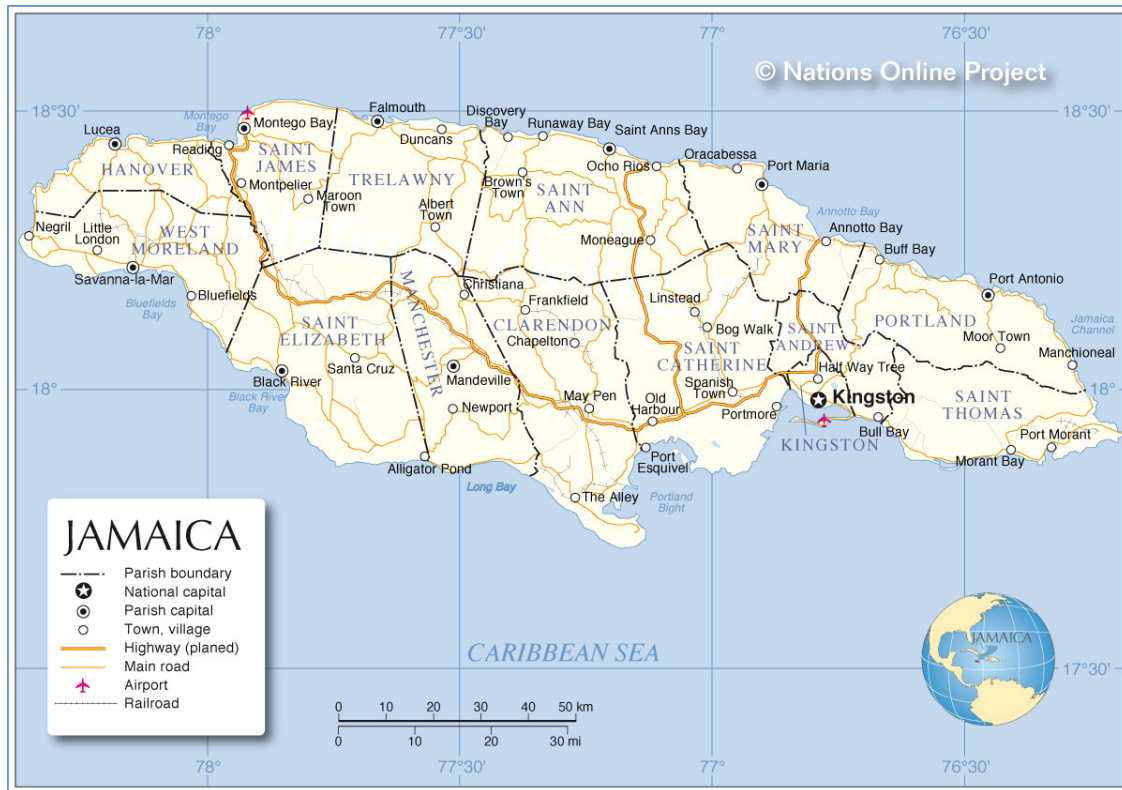 78°
77°30'
77°
76°30'
© Nations Online Project
18°30'
18°30'
Montego
Bay
Lucea
Montego Bay
Reading
Falmouth
Duncans
Discovery
Bay
Runaway Bay
Saint Anns Bay
Ocho Rios
Oracabessa
Port Maria
HANOVER
SAINT
JAMES
TRELAWNY
Montpelier
Maroon
Town
Brown's
Town
SAINT
ANN
Albert
Town
Negril
Little
London
WEST
MORELAND
Moneague
SAINT
MARY
Annotto Bay
Annotto Bay
Buff Bay
Savanna-la-Mar
Bluefields
Bay
Bluefields
Port Antonio
MANCHESTER
Christiana
Frankfield
Linstead
SAINT
ELIZABETH
CLARENDON
Chapelton
Bog Walk
SAINT
CATHERINE
SAINT
ANDREW
PORTLAND
Moor Town
Jamaica
Channel
Manchioneal
Santa Cruz
Black River
Black River
Bay
Mandeville
Half Way Tree
18°
18°
Newport
May Pen
Old
Harbour
Spanish
Town
Portmore
Kingston
KINGSTON
SAINT
THOMAS
Bull Bay
Port Morant
Morant Bay
Alligator Pond
Long Bay
Port
Esquivel
The Alley
Portland
Bight
JAMAICA
Parish boundary
National capital
Parish capital
Town, village
Highway (planed)
Main road
Airport
Railroad
CARIBBEAN SEA
JAMAICA
17°30'
0 10 20 30 40 50 km
0 10 20 30 mi
78°
77°30'
77°
76°30'